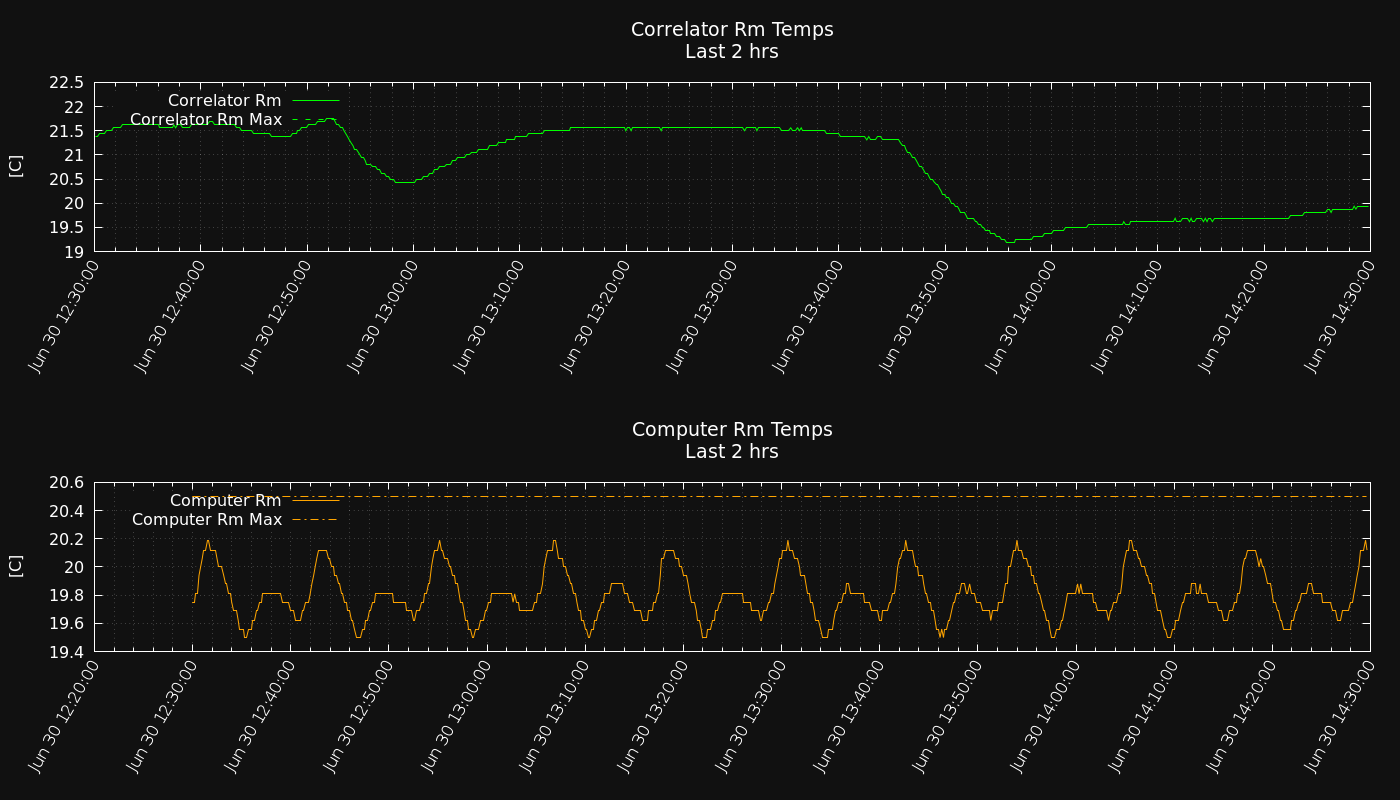 Correlator Rm Temps
Last 2 hrs
22.5
22
21.5
21
20.5
20
19.5
19
[C]
Correlator Rm
Correlator Rm Max
Jun 30 12:30:00
Jun 30 12:40:00
Jun 30 12:50:00
Jun 30 13:00:00
Jun 30 13:10:00
Jun 30 13:20:00
Jun 30 13:30:00
Jun 30 13:40:00
Jun 30 13:50:00
Jun 30 14:00:00
Jun 30 14:10:00
Jun 30 14:20:00
Jun 30 14:30:00
Computer Rm Temps
Last 2 hrs
20.6
20.4
20.2
20
19.8
19.6
19.4
[C]
Computer Rm
Computer Rm Max
Jun 30 12:20:00
Jun 30 12:30:00
Jun 30 12:40:00
Jun 30 12:50:00
Jun 30 13:00:00
Jun 30 13:10:00
Jun 30 13:20:00
Jun 30 13:30:00
Jun 30 13:40:00
Jun 30 13:50:00
Jun 30 14:00:00
Jun 30 14:10:00
Jun 30 14:20:00
Jun 30 14:30:00